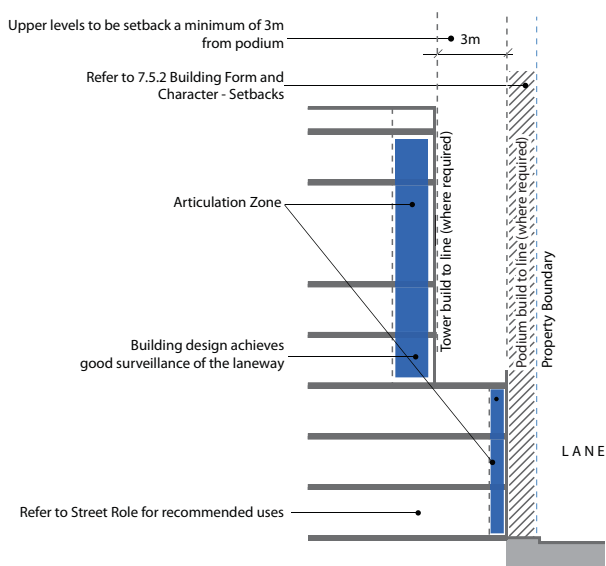 Upper levels to be setback a minimum of 3m
from podium
3m
Refer to 7.5.2 Building Form and
Character - Setbacks
Tower build to line (where required)
Podium build to line (where required)
Property Boundary
Articulation Zone
Building design achieves
good surveillance of the laneway
LANE
Refer to Street Role for recommended uses